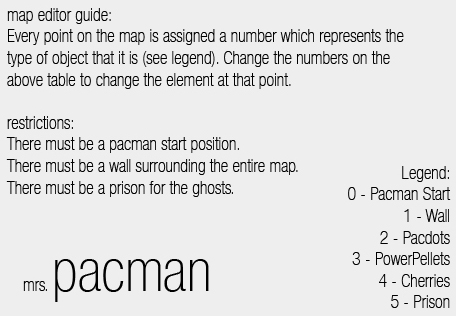 map editor guide:
Every point on the map is assigned a number which represents the
type of object that it is (see legend). Change the numbers on the
above table to change the element at that point.
restrictions:
There must be a pacman start position.
There must be a wall surrounding the entire map.
There must be a prison for the ghosts.
Legend:
0 - Pacman Start
1 - Wall
2 - Pacdots
3 - PowerPellets
4 - Cherries
5 - Prison
mrs. pacman